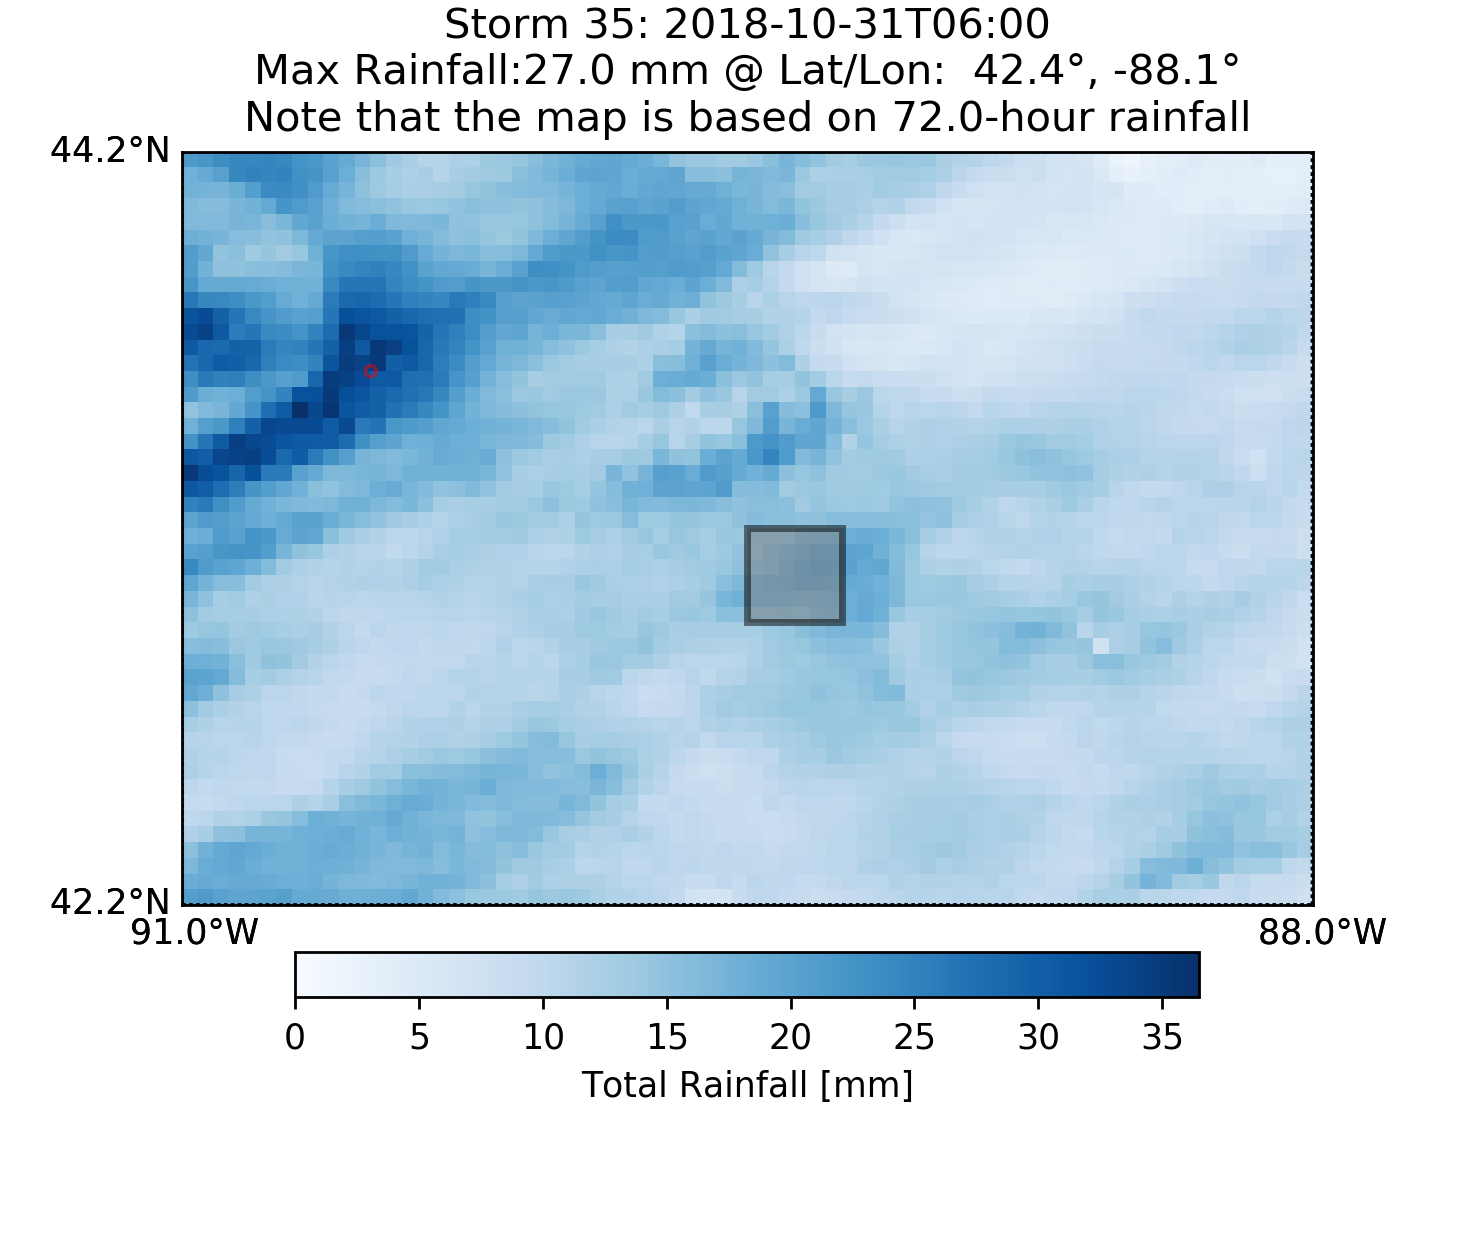 Storm 35: 2018-10-31T06:00
Max Rainfall:27.0 mm @ Lat/Lon:  42.4°, -88.1°
Note that the map is based on 72.0-hour rainfall
44.2°N
42.2°N
91.0°W 88.0°W
0 5 10 15 20 25 30 35
Total Rainfall [mm]